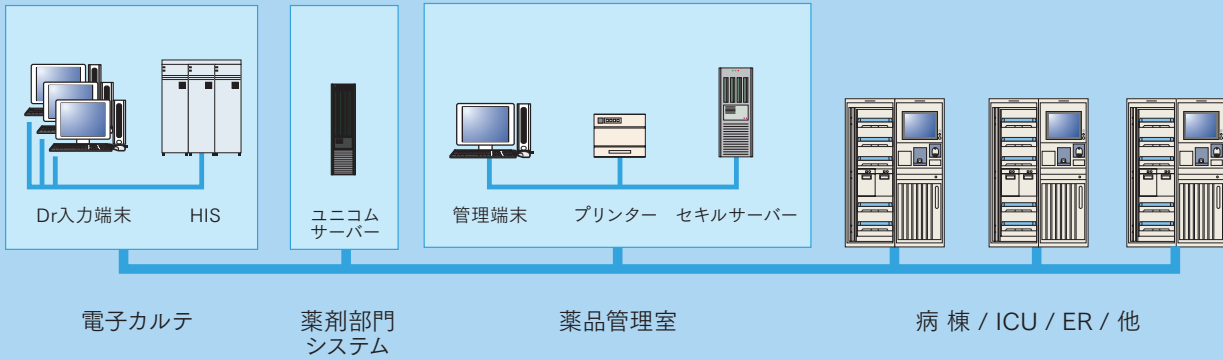 Dr入力端末
HIS
ユニコム
サーバー
管理端末
プリンター
セキルサーバー
電子カルテ
薬剤部門
システム
薬品管理室
病 棟 / ICU / ER / 他